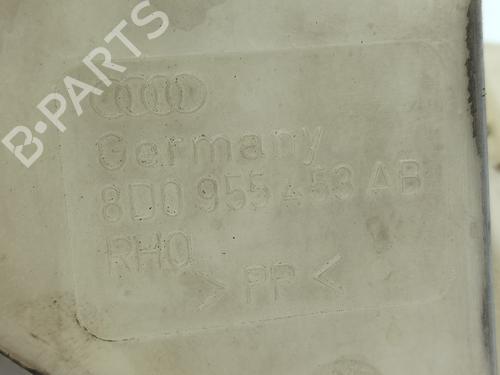 B-PARTS
Germany
8D0 955 453 AB
RHO
> PP <